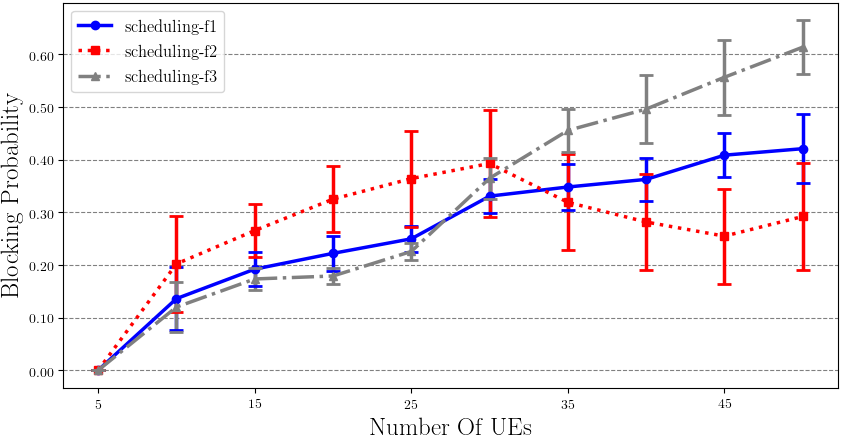 scheduling-f1
scheduling-f2
scheduling-f3
Blocking Probability
0.60
0.50
0.40
0.30
0.20
0.10
0.00
5
15
25
35
45
Number Of UEs